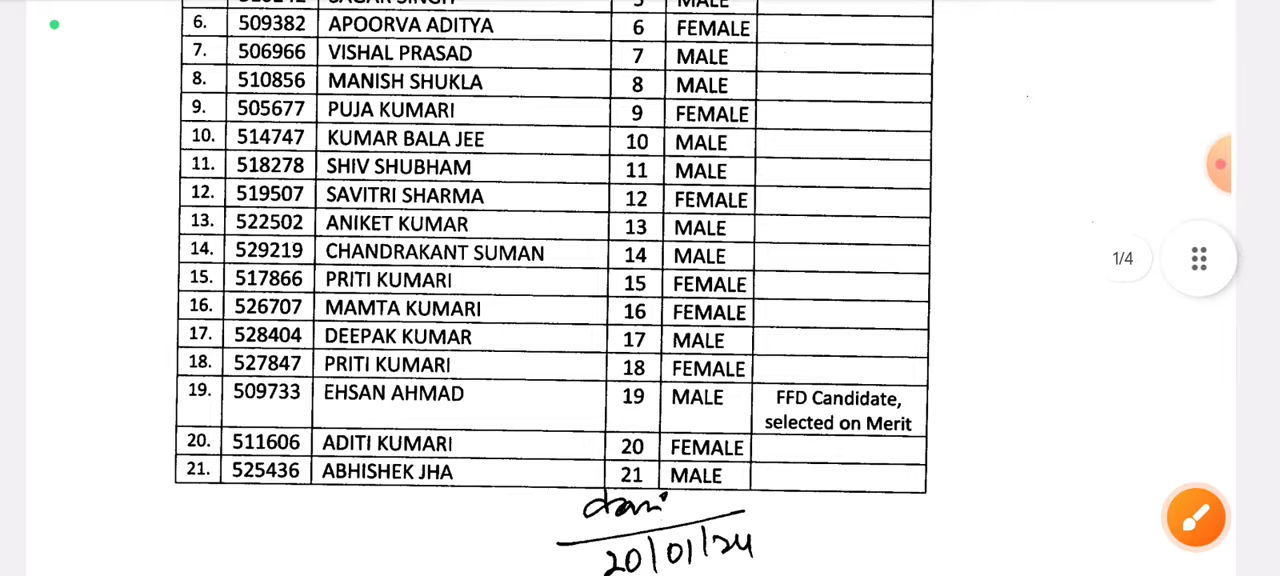 MALE
6. 509382 APOORVA ADITYA 6 FEMALE
7. 506966 VISHAL PRASAD 7 MALE
8. 510856 MANISH SHUKLA 8 MALE
9. 505677 PUJA KUMARI 9 FEMALE
10. 514747 KUMAR BALA JEE 10 MALE
11. 518278 SHIV SHUBHAM 11 MALE
12. 519507 SAVITRI SHARMA 12 FEMALE
13. 522502 ANIKET KUMAR 13 MALE
14. 529219 CHANDRAKANT SUMAN 14 MALE
15. 517866 PRITI KUMARI 15 FEMALE
16. 526707 MAMTA KUMARI 16 FEMALE
17. 528404 DEEPAK KUMAR 17 MALE
18. 527847 PRITI KUMARI 18 FEMALE
19. 509733 EHSAN AHMAD 19 MALE FFD Candidate,
selected on Merit
20. 511606 ADITI KUMARI 20 FEMALE
21. 525436 ABHISHEK JHA 21 MALE
20/01/24
1/4